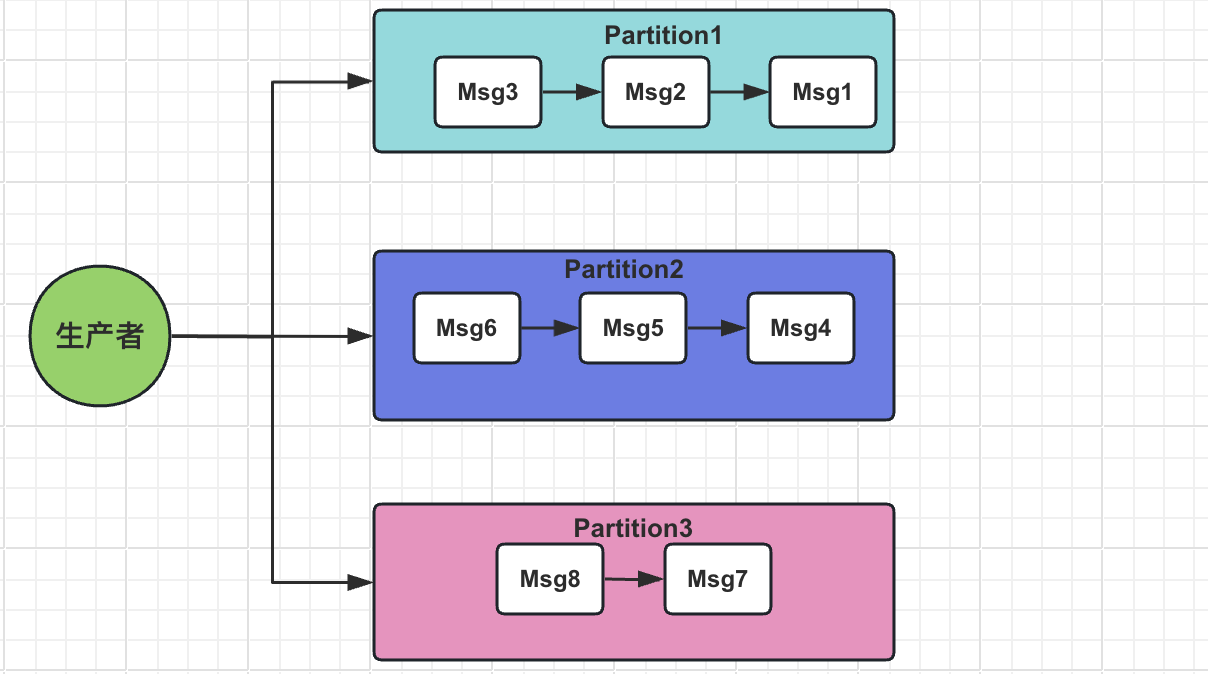 Partition1
Msg3
Msg2
Msg1
生产者
Partition2
Msg6
Msg5
Msg4
Partition3
Msg8
Msg7